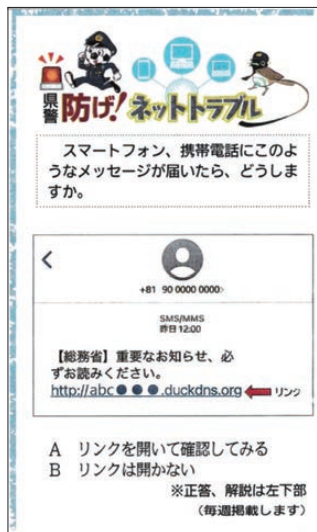 県警 防げ!ネットトラブル
スマートフォン、携帯電話にこのよ
うなメッセージが届いたら、どうしま
すか。
+81 90 0000 0000>
SMS/MMS
昨日 12:00
【総務省】重要なお知らせ、必
ずお読みください。
http://abc●●●.duckdns.org リンク
A リンクを開いて確認してみる
B リンクは開かない
※正答、解説は左下部
(毎週掲載します)